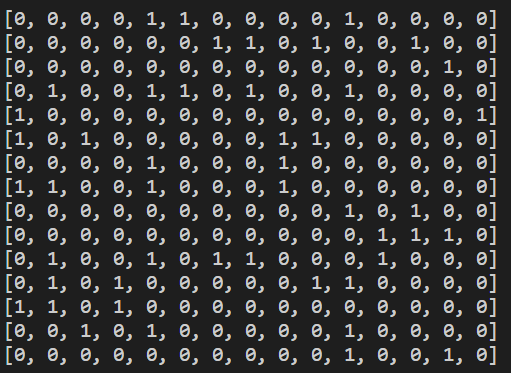 [0, 0, 0, 0, 1, 1, 0, 0, 0, 0, 1, 0, 0, 0, 0]
[0, 0, 0, 0, 0, 0, 1, 1, 0, 1, 0, 0, 1, 0, 0]
[0, 0, 0, 0, 0, 0, 0, 0, 0, 0, 0, 0, 0, 1, 0]
[0, 1, 0, 0, 1, 1, 0, 1, 0, 0, 1, 0, 0, 0, 0]
[1, 0, 0, 0, 0, 0, 0, 0, 0, 0, 0, 0, 0, 0, 1]
[1, 0, 1, 0, 0, 0, 0, 0, 1, 1, 0, 0, 0, 0, 0]
[0, 0, 0, 0, 1, 0, 0, 0, 1, 0, 0, 0, 0, 0, 0]
[1, 1, 0, 0, 1, 0, 0, 0, 1, 0, 0, 0, 0, 0, 0]
[0, 0, 0, 0, 0, 0, 0, 0, 0, 0, 1, 0, 1, 0, 0]
[0, 0, 0, 0, 0, 0, 0, 0, 0, 0, 0, 1, 1, 1, 0]
[0, 1, 0, 0, 1, 0, 1, 1, 0, 0, 0, 1, 0, 0, 0]
[0, 1, 0, 1, 0, 0, 0, 0, 0, 1, 1, 0, 0, 0, 0]
[1, 1, 0, 1, 0, 0, 0, 0, 0, 0, 0, 0, 0, 0, 0]
[0, 0, 1, 0, 1, 0, 0, 0, 0, 0, 1, 0, 0, 0, 0]
[0, 0, 0, 0, 0, 0, 0, 0, 0, 0, 1, 0, 0, 1, 0]